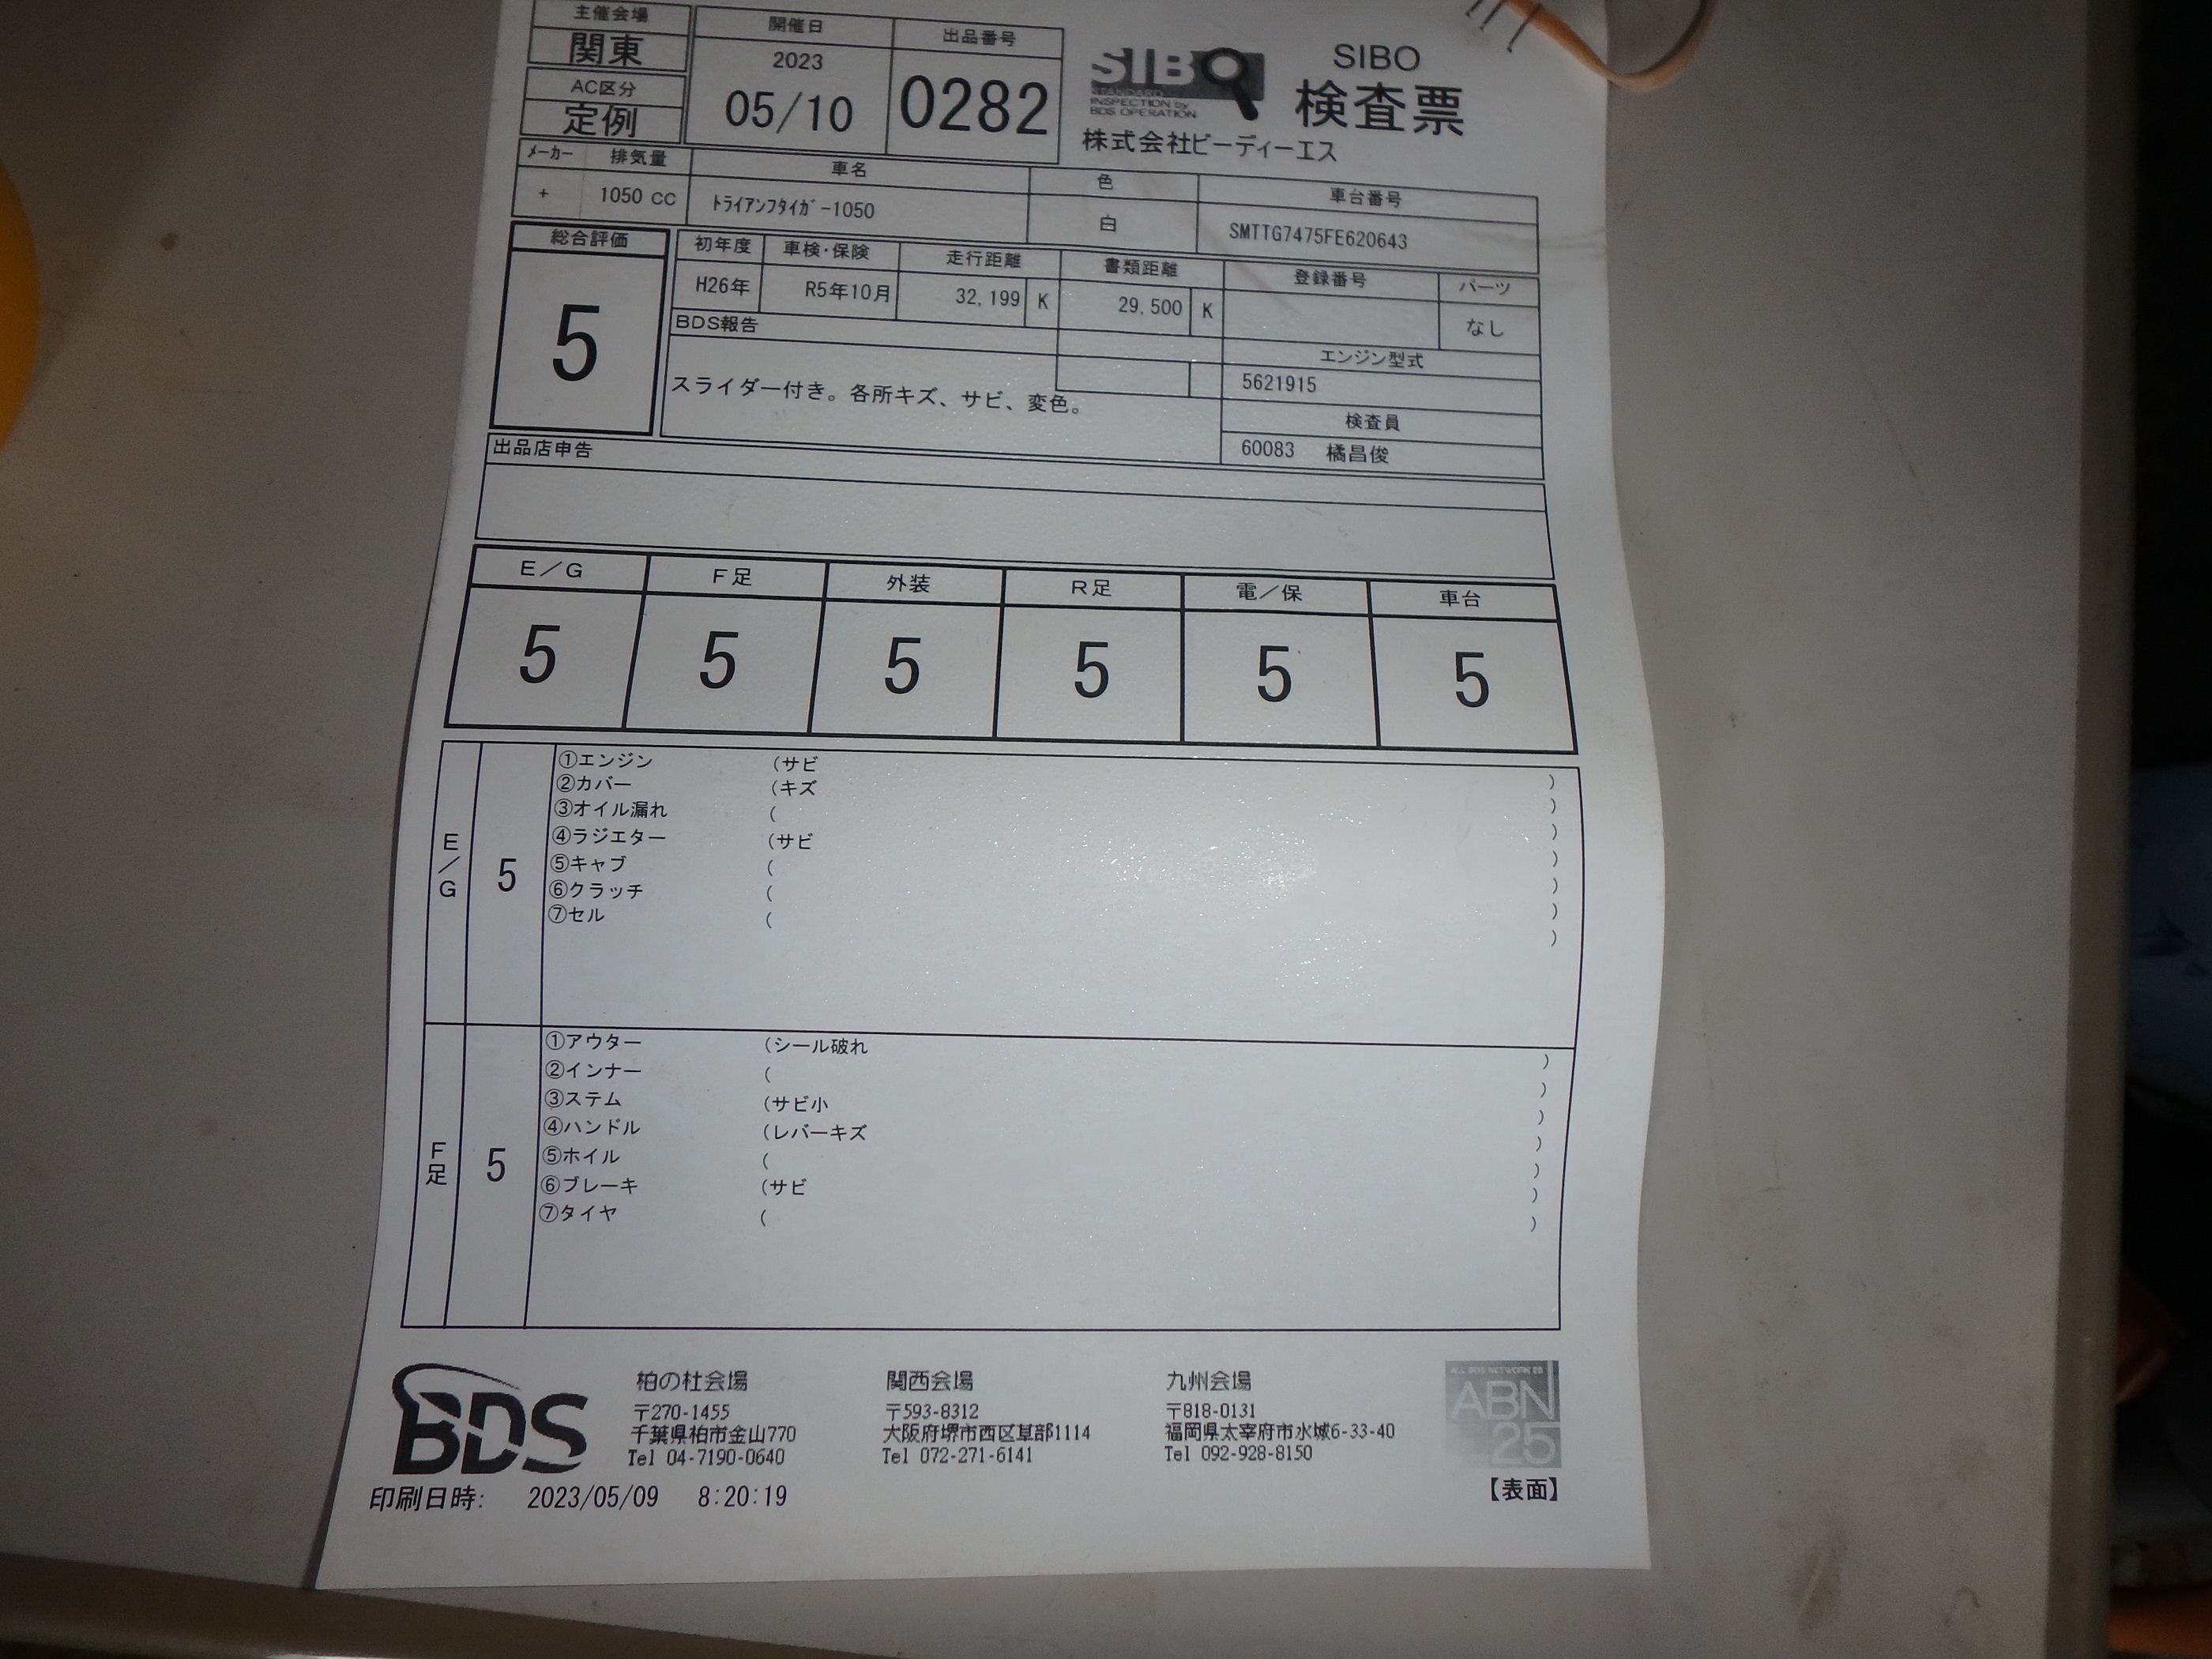 主催会場
関東
AC区分
定例
開催日
2023
05/10
出品番号
0282
SIBO
STANDARD
INSPECTION by
BDS OPERATION
株式会社ビーディーエス
SIBO
検査票
メーカー 排気量 車名 色 車台番号
+ 1050 CC ﾄﾗｲｱﾝﾌﾀｲｶﾞｰ1050 白 SMTTG7475FE620643
総合評価
5
初年度 車検・保険 走行距離 書類距離 登録番号 パーツ
H26年 R5年10月 32,199 K 29,500 K なし
BDS報告
スライダー付き。各所キズ、サビ、変色。
エンジン型式
5621915
検査員
60083 橘昌俊
出品店申告
E／G F足 外装 R足 電／保 車台
5 5 5 5 5 5
E／G 5
①エンジン (サビ )
②カバー (キズ )
③オイル漏れ ( )
④ラジエター (サビ )
⑤キャブ ( )
⑥クラッチ ( )
⑦セル ( )
F足 5
①アウター (シール破れ )
②インナー ( )
③ステム (サビ小 )
④ハンドル (レバーキズ )
⑤ホイル ( )
⑥ブレーキ (サビ )
⑦タイヤ ( )
BDS
柏の杜会場
〒270-1455
千葉県柏市金山770
Tel 04-7190-0640
関西会場
〒593-8312
大阪府堺市西区草部1114
Tel 072-271-6141
九州会場
〒818-0131
福岡県太宰府市水城6-33-40
Tel 092-928-8150
ALL BDS NETWORK 25
ABN
25
【表面】
印刷日時: 2023/05/09 8:20:19